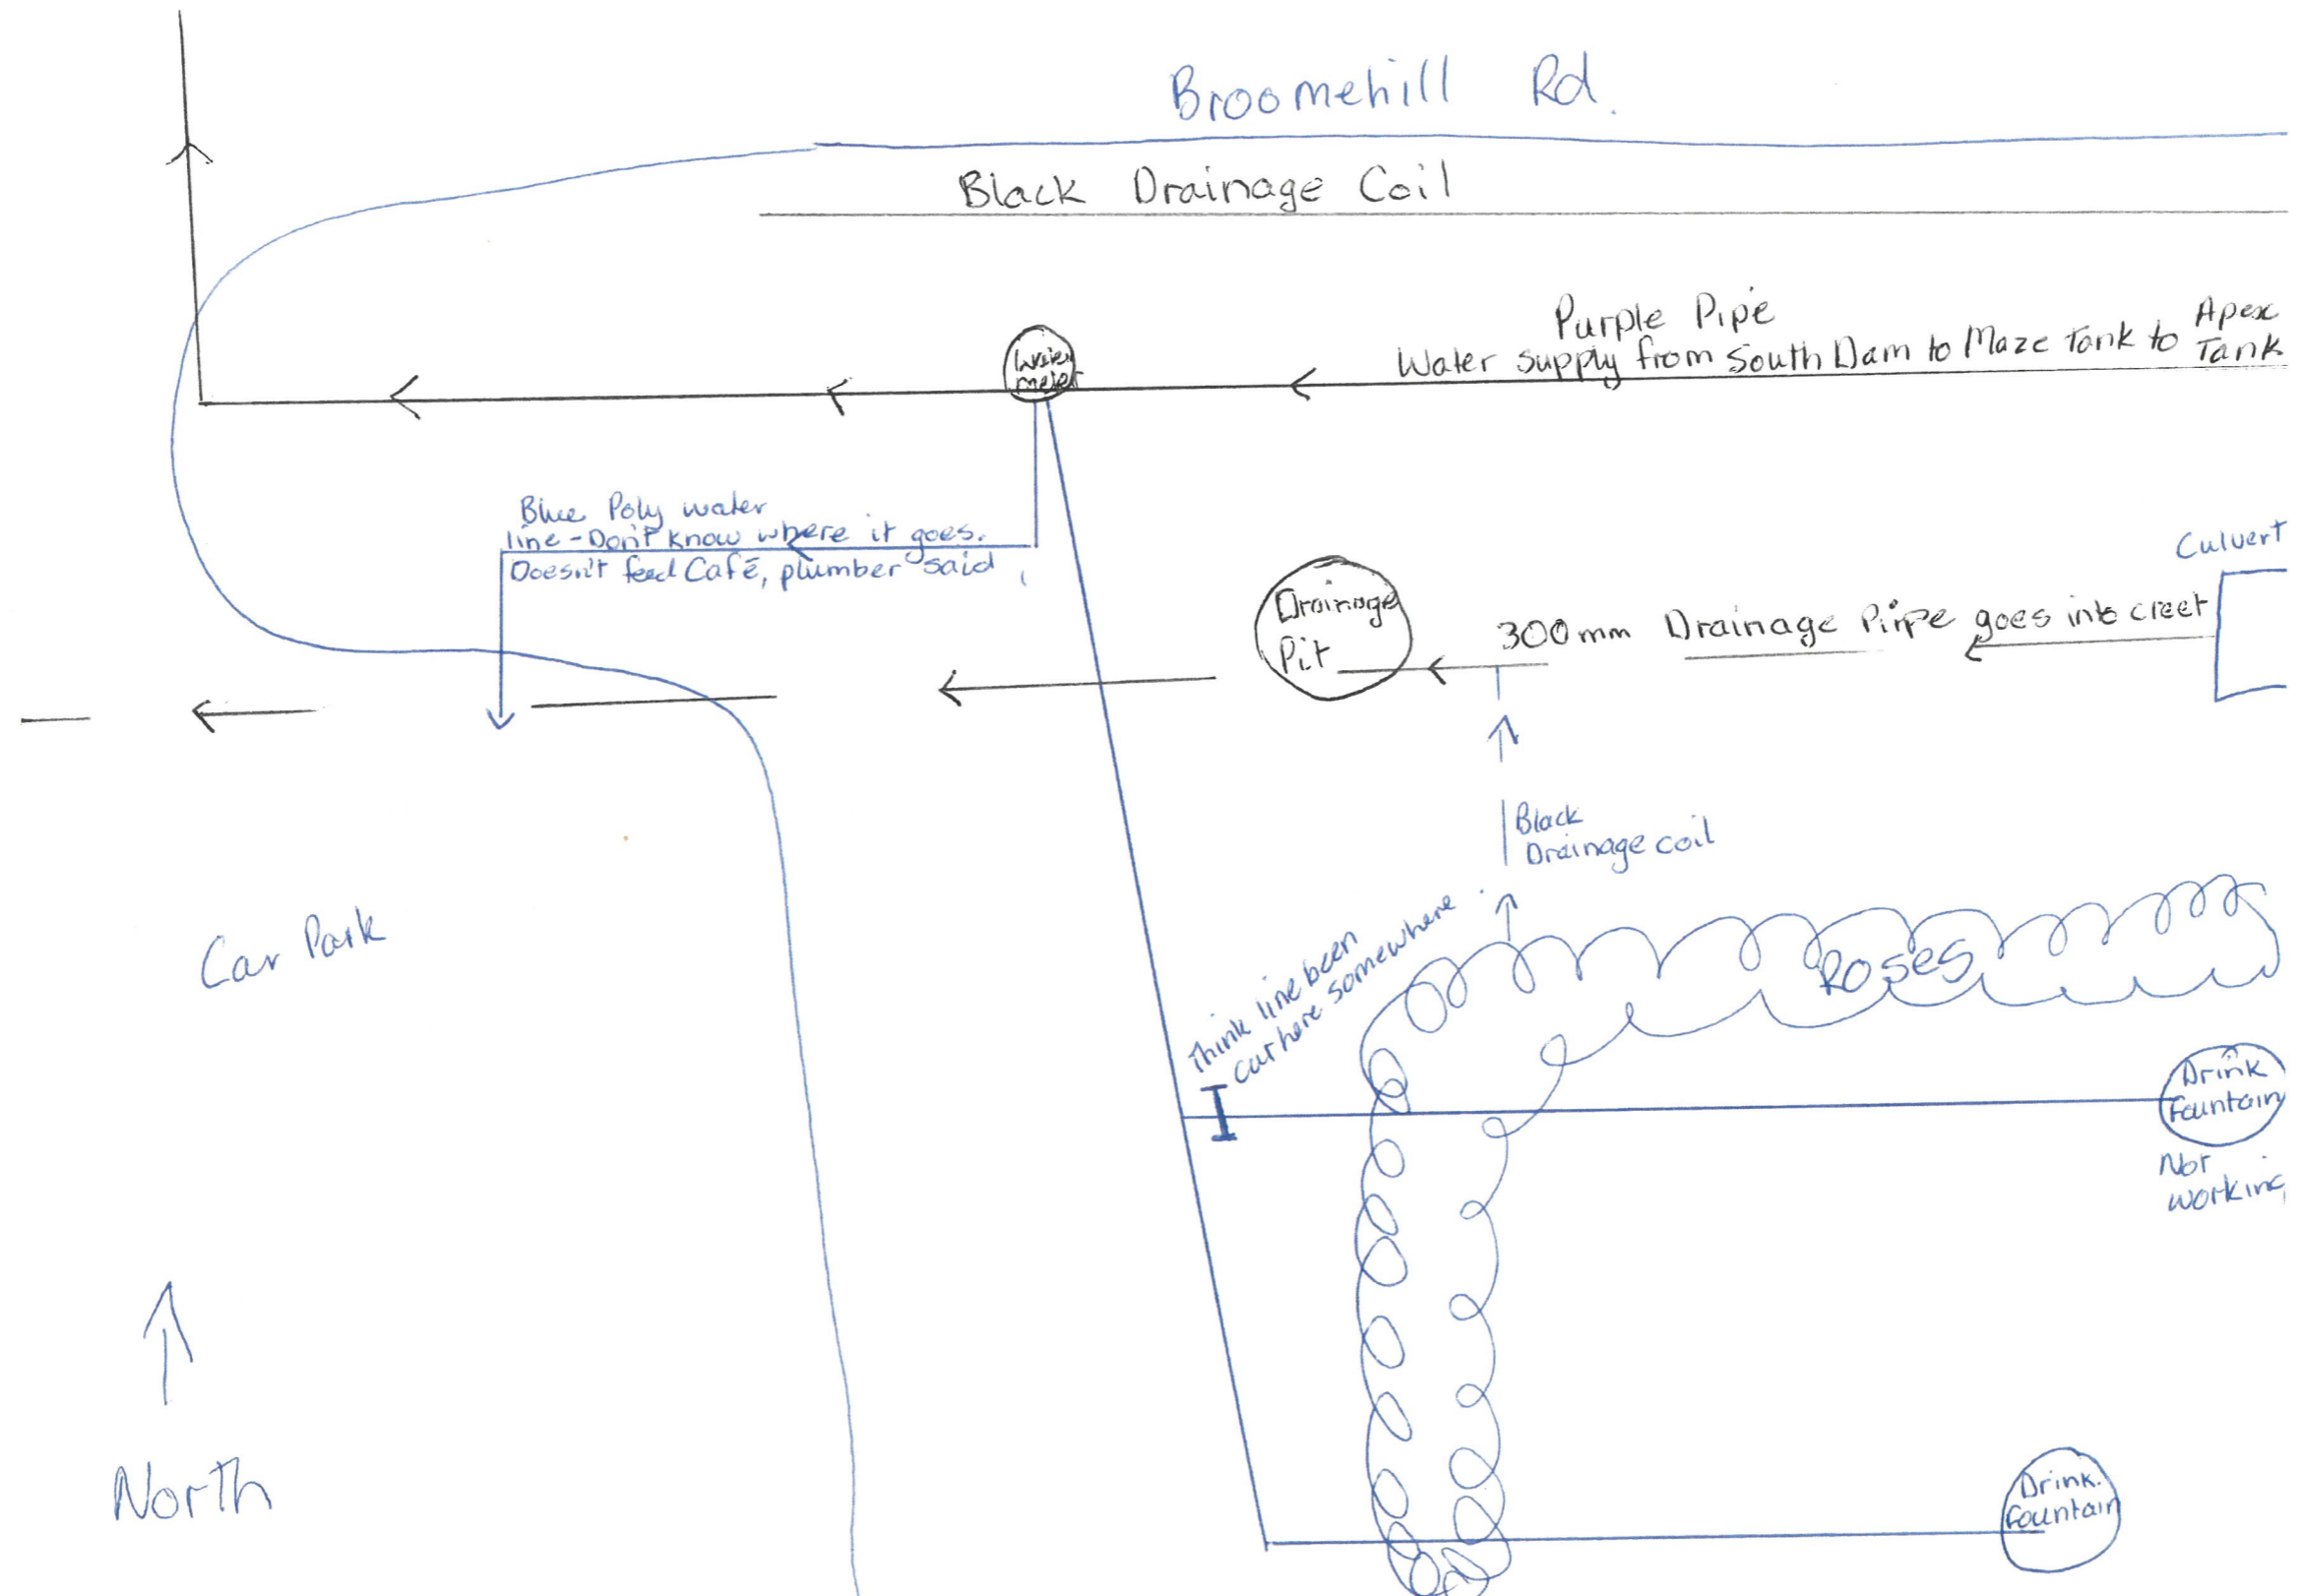 Broomehill Rd.
Black Drainage Coil
Purple Pipe
Water supply from South Dam to Maze Tank to Apex
Tank
Water
meter
Blue Poly water
line - Don't know where it goes.
Doesn't feed Café, plumber said
Culvert
Drainage
Pit
300mm Drainage Pipe goes into creet
Black
Drainage coil
Think line been
cut here somewhere
Car Park
Roses
Drink
Fountain
Not
working
North
Drink.
Fountain